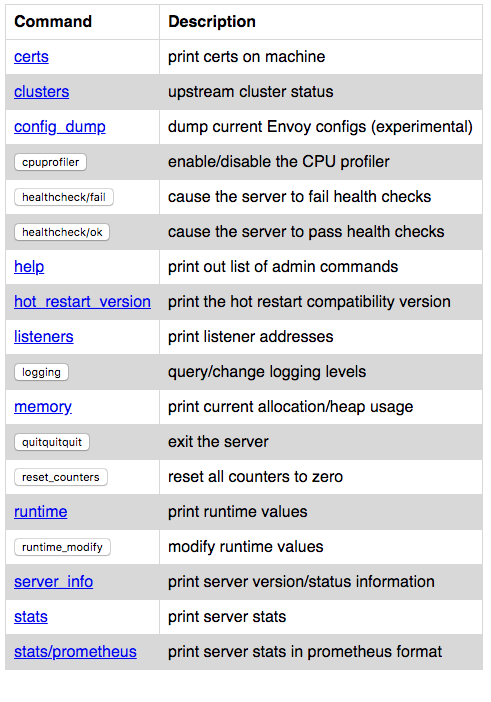 Command Description
certs print certs on machine
clusters upstream cluster status
config_dump dump current Envoy configs (experimental)
cpuprofiler enable/disable the CPU profiler
healthcheck/fail cause the server to fail health checks
healthcheck/ok cause the server to pass health checks
help print out list of admin commands
hot_restart_version print the hot restart compatibility version
listeners print listener addresses
logging query/change logging levels
memory print current allocation/heap usage
quitquitquit exit the server
reset_counters reset all counters to zero
runtime print runtime values
runtime_modify modify runtime values
server_info print server version/status information
stats print server stats
stats/prometheus print server stats in prometheus format